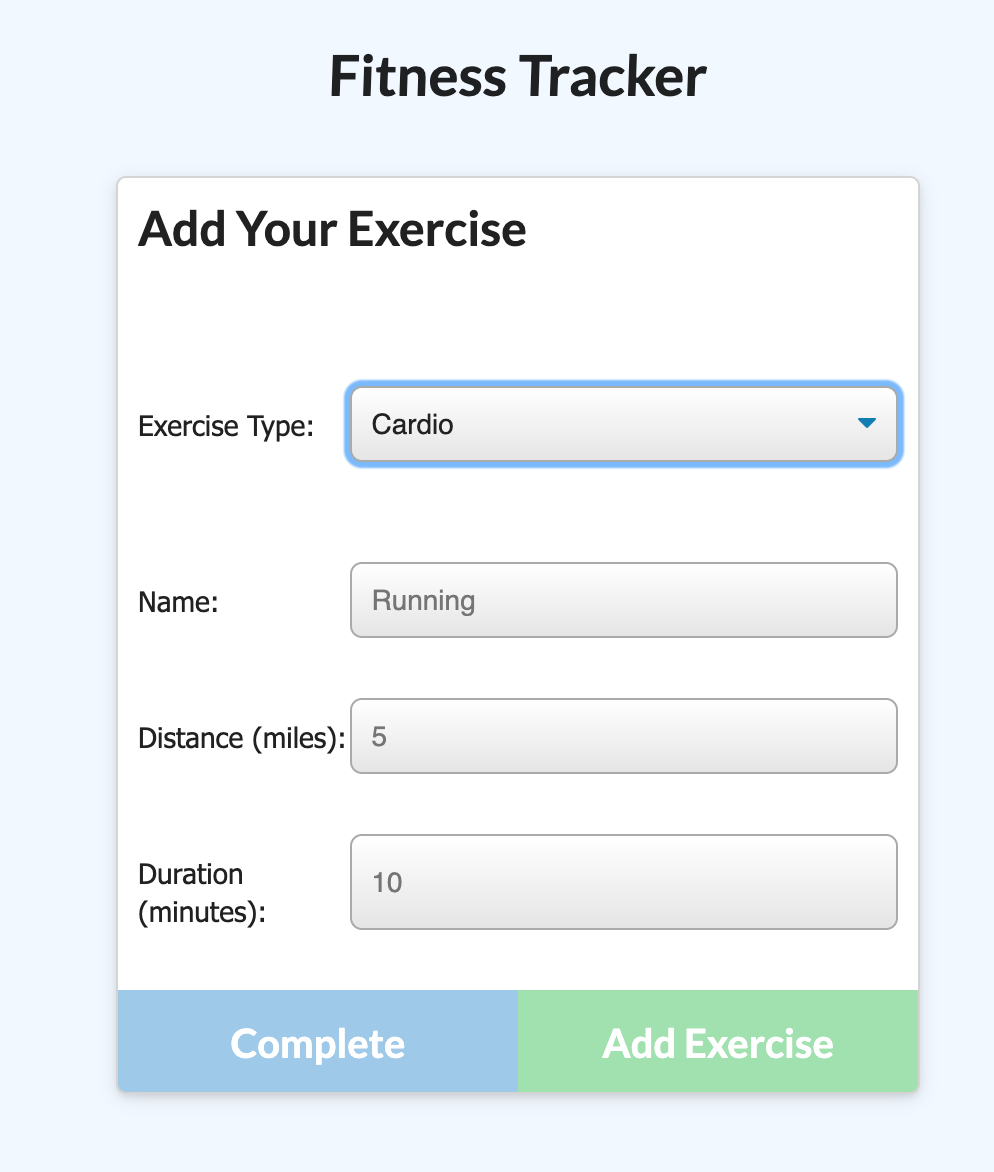 Fitness Tracker
Add Your Exercise
Exercise Type: Cardio
Name: Running
Distance (miles): 5
Duration
(minutes): 10
Complete Add Exercise